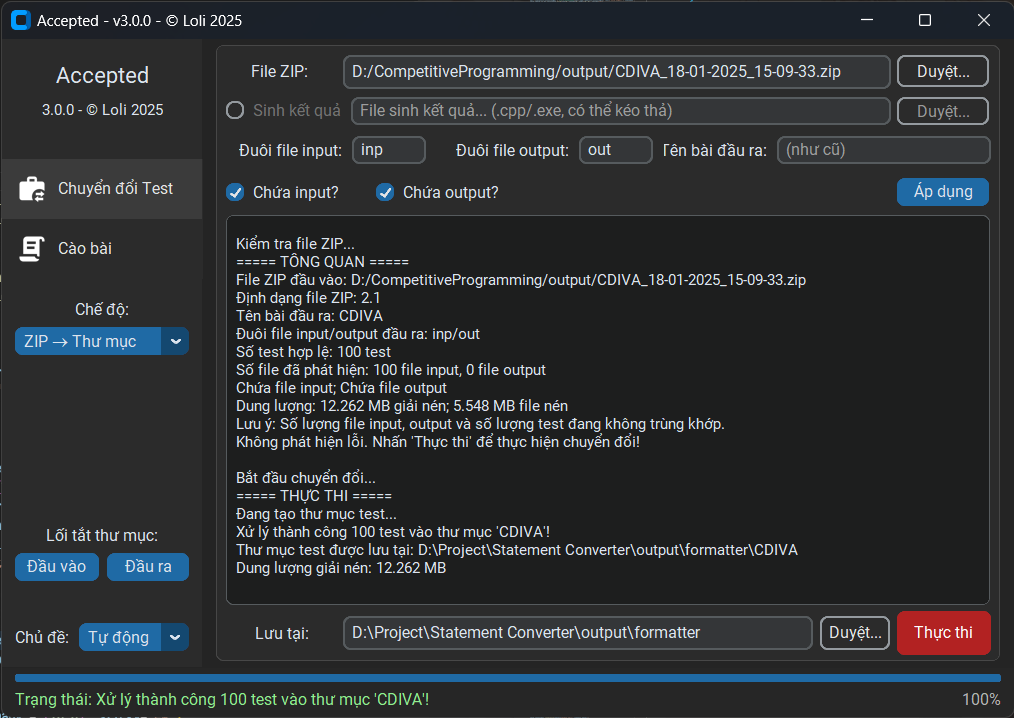 Accepted - v3.0.0 - © Loli 2025
Accepted
3.0.0 - © Loli 2025
Chuyển đổi Test
Cào bài
Chế độ:
ZIP → Thư mục
Lối tắt thư mục:
Đầu vào Đầu ra
Chủ đề: Tự động
File ZIP: D:/CompetitiveProgramming/output/CDIVA_18-01-2025_15-09-33.zip Duyệt...
Sinh kết quả File sinh kết quả... (.cpp/.exe, có thể kéo thả) Duyệt...
Đuôi file input: inp Đuôi file output: out Tên bài đầu ra: (như cũ)
Chứa input? Chứa output? Áp dụng
Kiểm tra file ZIP...
===== TỔNG QUAN =====
File ZIP đầu vào: D:/CompetitiveProgramming/output/CDIVA_18-01-2025_15-09-33.zip
Định dạng file ZIP: 2.1
Tên bài đầu ra: CDIVA
Đuôi file input/output đầu ra: inp/out
Số test hợp lệ: 100 test
Số file đã phát hiện: 100 file input, 0 file output
Chứa file input; Chứa file output
Dung lượng: 12.262 MB giải nén; 5.548 MB file nén
Lưu ý: Số lượng file input, output và số lượng test đang không trùng khớp.
Không phát hiện lỗi. Nhấn 'Thực thi' để thực hiện chuyển đổi!
Bắt đầu chuyển đổi...
===== THỰC THI =====
Đang tạo thư mục test...
Xử lý thành công 100 test vào thư mục 'CDIVA'!
Thư mục test được lưu tại: D:\Project\Statement Converter\output\formatter\CDIVA
Dung lượng giải nén: 12.262 MB
Lưu tại: D:\Project\Statement Converter\output\formatter Duyệt... Thực thi
Trạng thái: Xử lý thành công 100 test vào thư mục 'CDIVA'! 100%